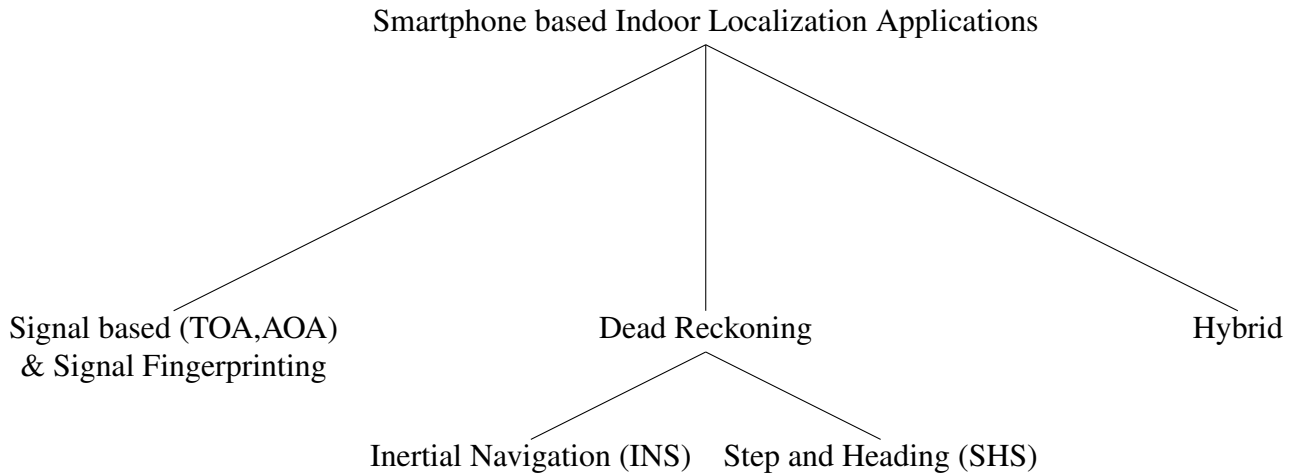 Smartphone based Indoor Localization Applications
Signal based (TOA,AOA)
& Signal Fingerprinting
Dead Reckoning
Hybrid
Inertial Navigation (INS)
Step and Heading (SHS)